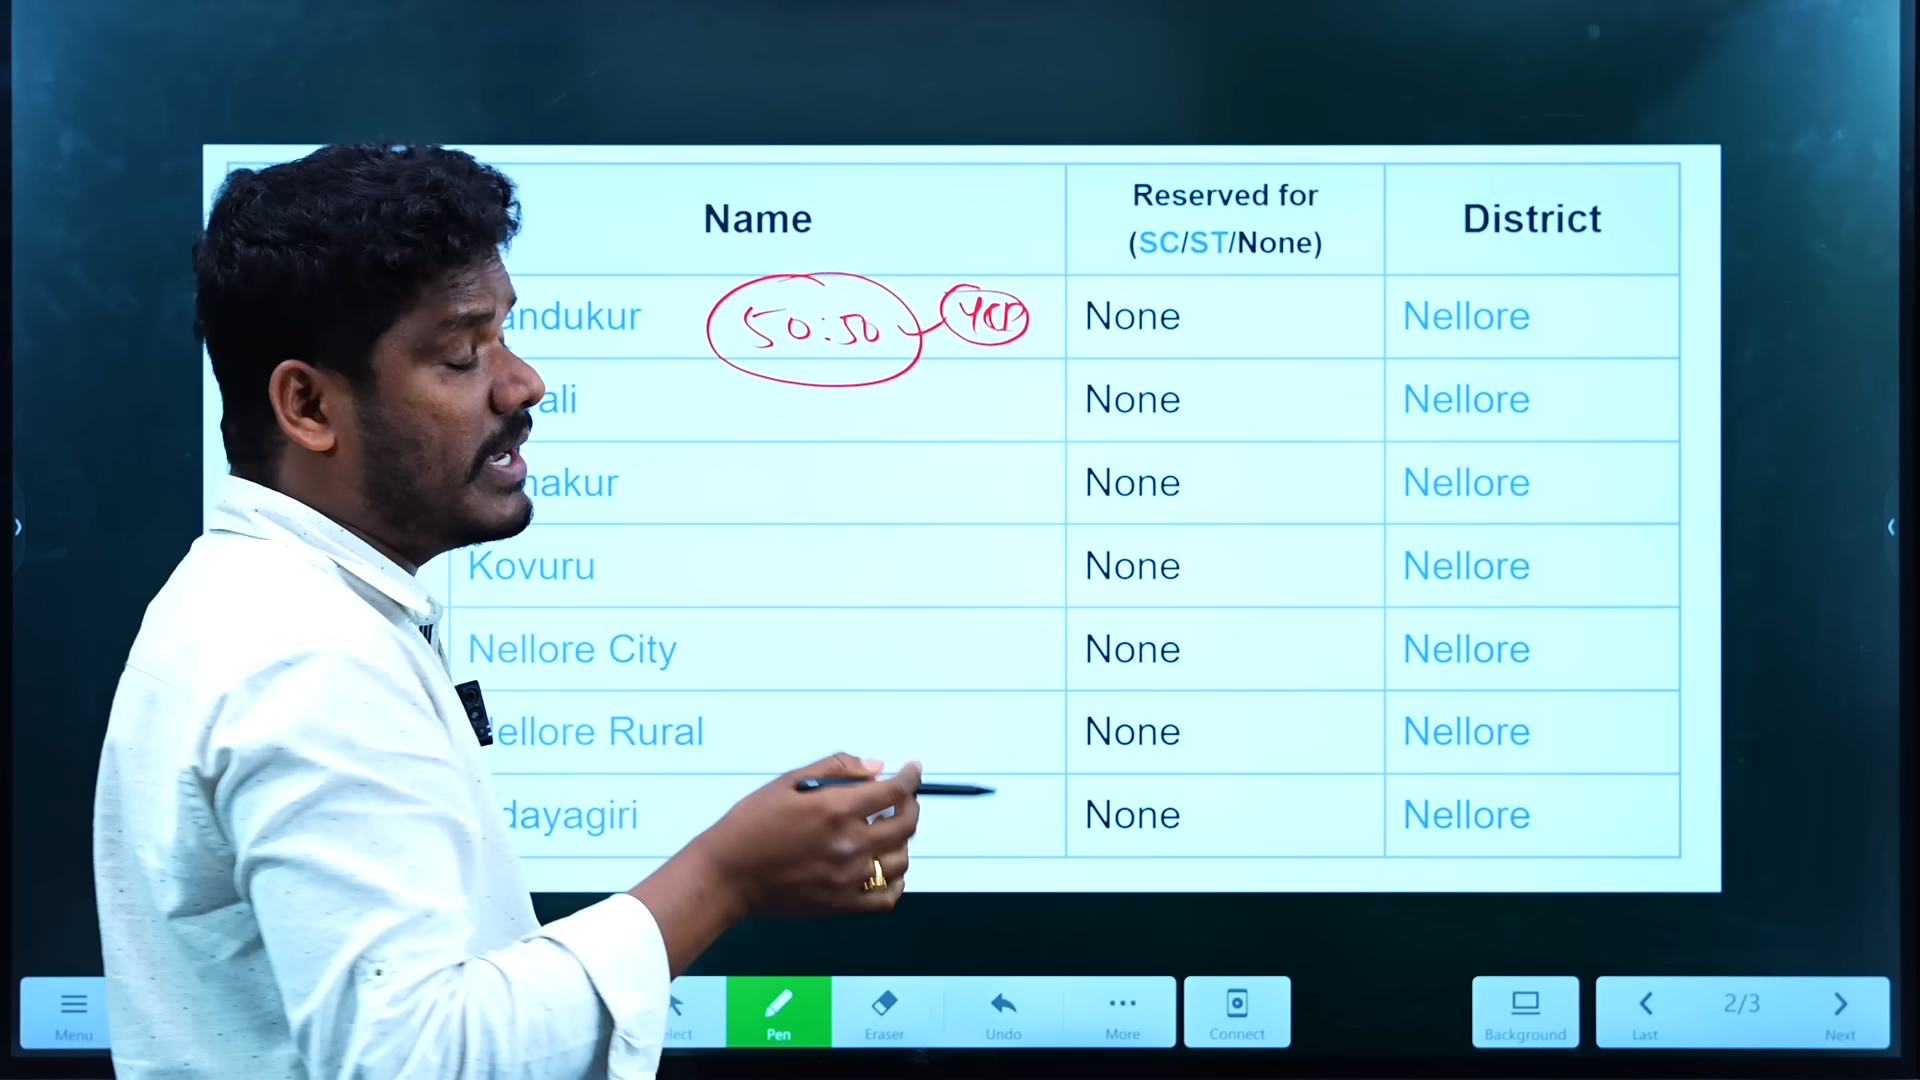 Name
Reserved for
(SC/ST/None)
District
andukur 50:50 YCP None Nellore
ali None Nellore
makur None Nellore
Kovuru None Nellore
Nellore City None Nellore
ellore Rural None Nellore
dayagiri None Nellore
Menu
elect
Pen
Eraser
Undo
More
Connect
Background
Last
2/3
Next